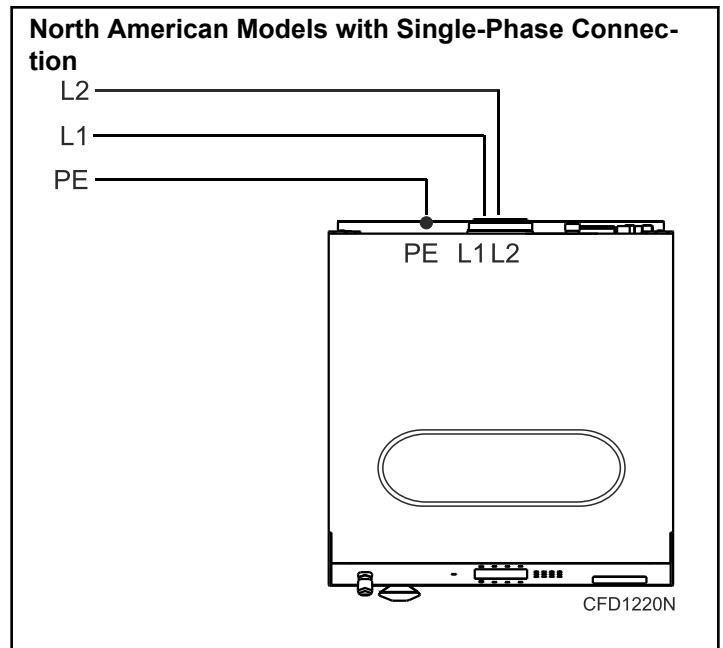 North American Models with Single-Phase Connec-
tion
L2
L1
PE
PE L1 L2
CFD1220N